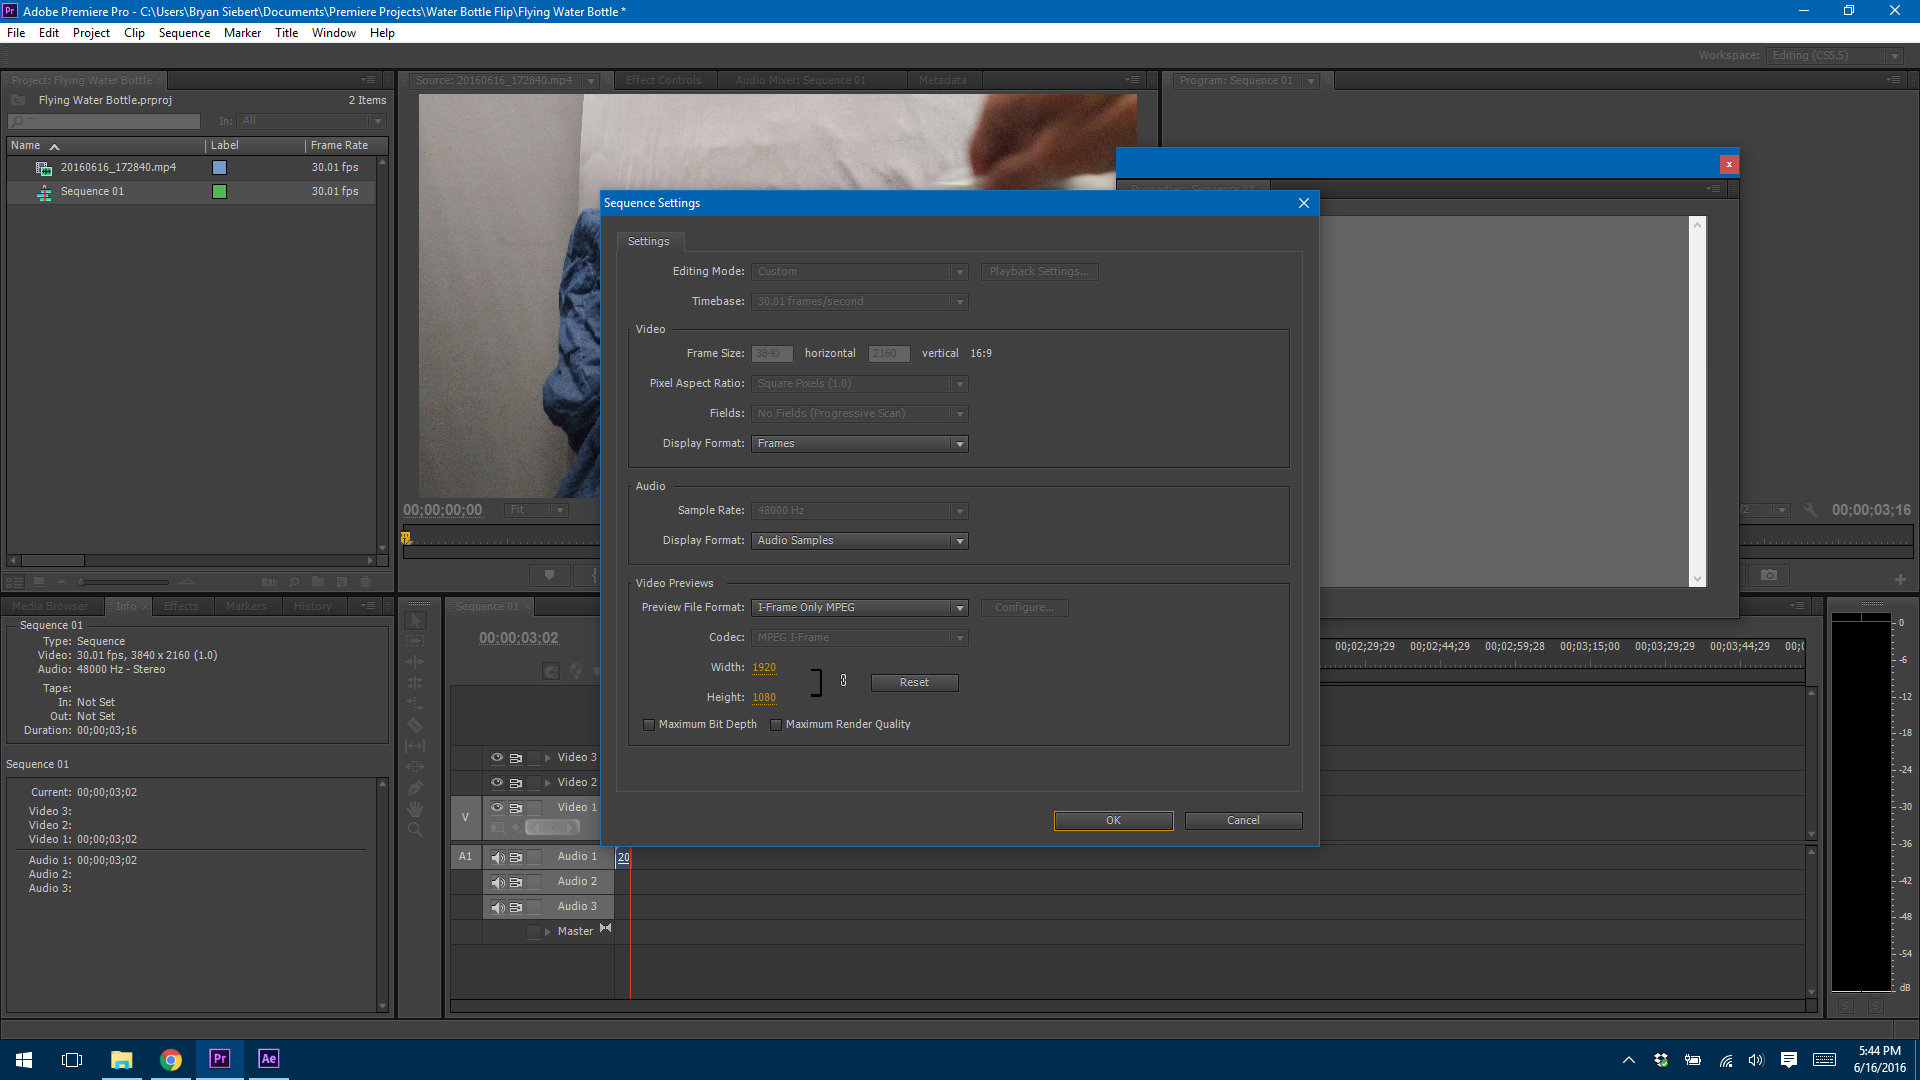 Adobe Premiere Pro - C:\Users\Bryan Siebert\Documents\Premiere Projects\Water Bottle Flip\Flying Water Bottle *
File Edit Project Clip Sequence Marker Title Window Help
Workspace: Editing (CS5.5)
Project: Flying Water Bottle
Flying Water Bottle.prproj 2 Items
In: All
Name Label Frame Rate
20160616_172840.mp4 30.01 fps
Sequence 01 30.01 fps
Source: 20160616_172840.mp4 Effect Controls Audio Mixer: Sequence 01 Metadata
Program: Sequence 01
Properties: Sequence 01
Sequence Settings
Settings
Editing Mode: Custom Playback Settings...
Timebase: 30.01 frames/second
Video
Frame Size: 3840 horizontal 2160 vertical 16:9
Pixel Aspect Ratio: Square Pixels (1.0)
Fields: No Fields (Progressive Scan)
Display Format: Frames
Audio
Sample Rate: 48000 Hz
Display Format: Audio Samples
Video Previews
Preview File Format: I-Frame Only MPEG Configure...
Codec: MPEG I-Frame
Width: 1920
Height: 1080
Reset
Maximum Bit Depth Maximum Render Quality
OK Cancel
00;00;00;00 Fit
/2 00;00;03;16
Media Browser Info Effects Markers History
Sequence 01
Type: Sequence
Video: 30.01 fps, 3840 x 2160 (1.0)
Audio: 48000 Hz - Stereo
Tape:
In: Not Set
Out: Not Set
Duration: 00;00;03;16
Sequence 01
Current: 00;00;03;02
Video 3:
Video 2:
Video 1: 00;00;03;02
Audio 1: 00;00;03;02
Audio 2:
Audio 3:
Sequence 01
00;00;03;02
00;02;29;29 00;02;44;29 00;02;59;28 00;03;15;00 00;03;29;29 00;03;44;29 00;0
Video 3
Video 2
V Video 1
A1 Audio 1 20
Audio 2
Audio 3
Master
0
-6
-12
-18
-24
-30
-36
-42
-48
-54
dB
S S
Pr Ae
5:44 PM
6/16/2016